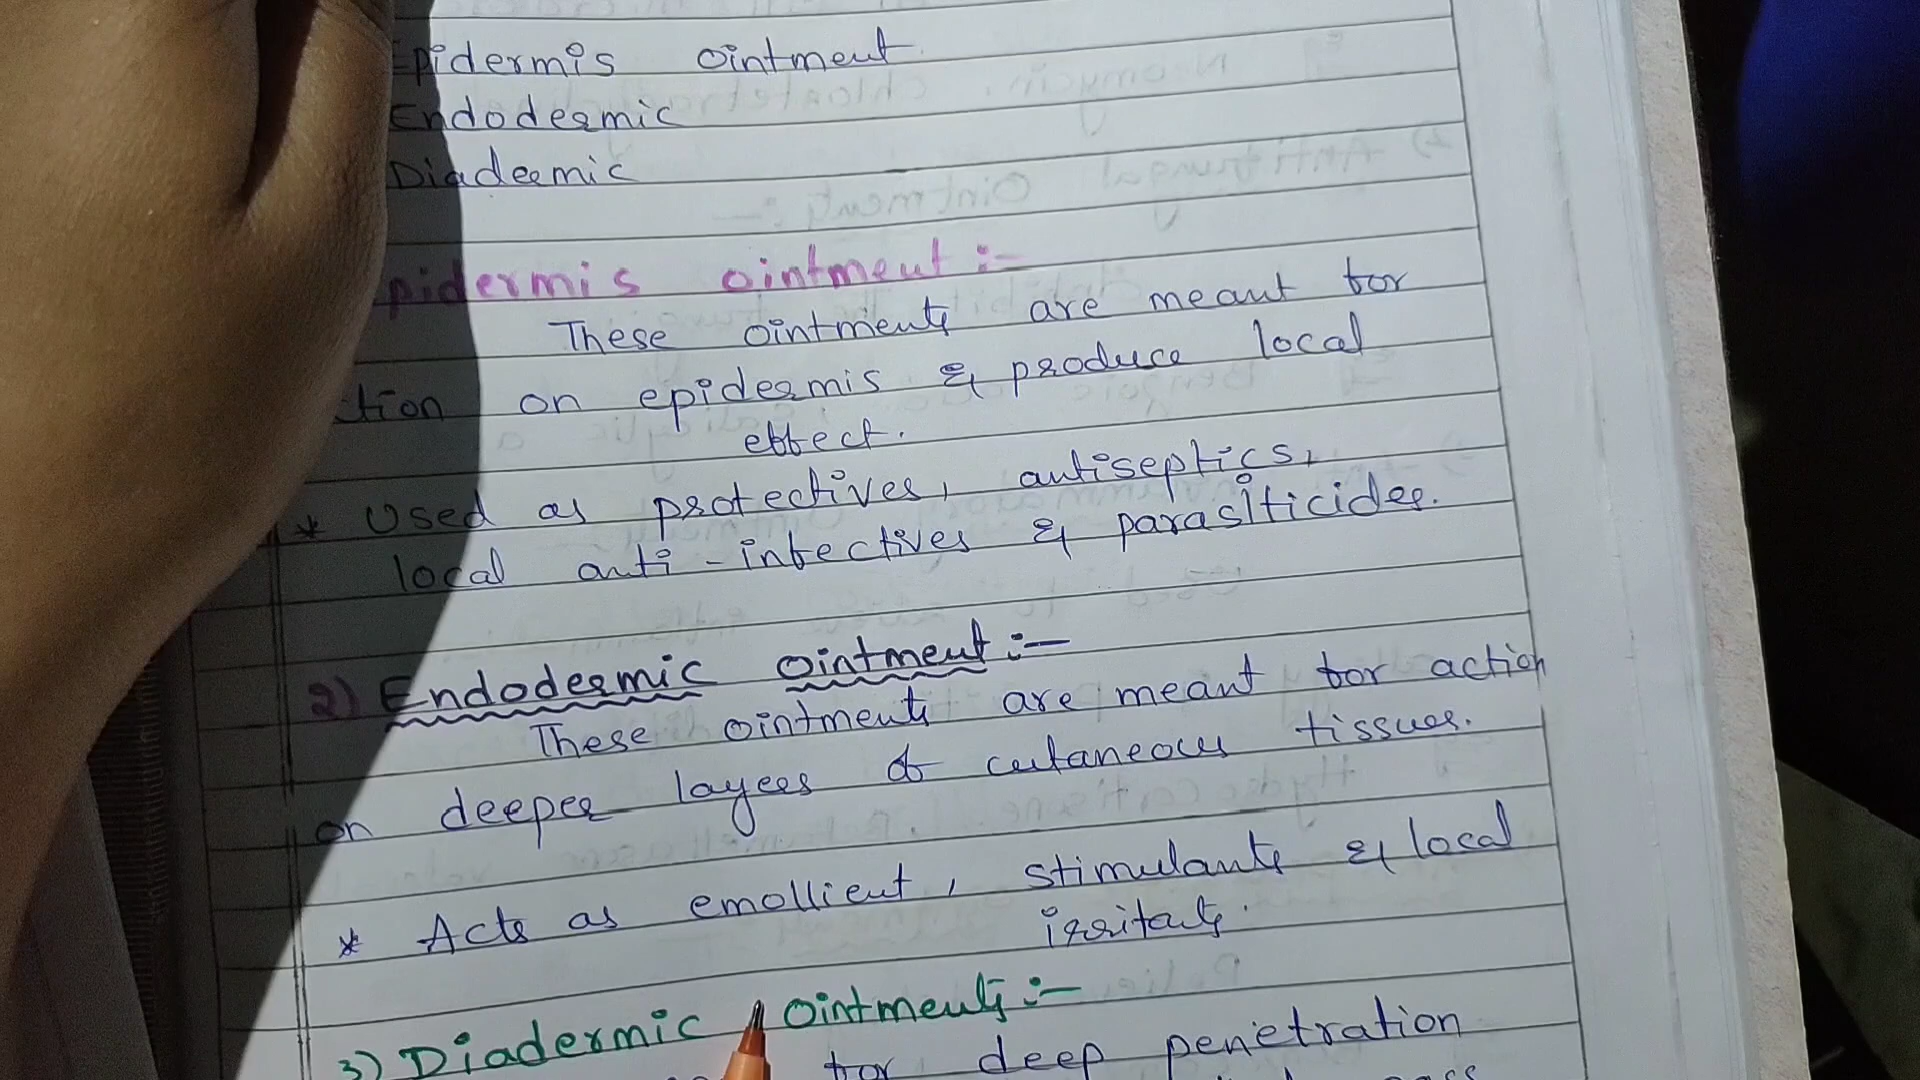 Epidermis ointment
Endodermic
Diadermic
pidermis ointment :-
These ointments are meant for
tion on epidermis & produce local
effect.
* Used as protectives, antiseptics,
local anti-infectives & parasiticides.
2) Endodermic Ointment :-
These ointments are meant for action
on deeper layers of cutaneous tissues.
* Acts as emollient, stimulants & local
irritants.
3) Diadermic Ointments :-
for deep penetration